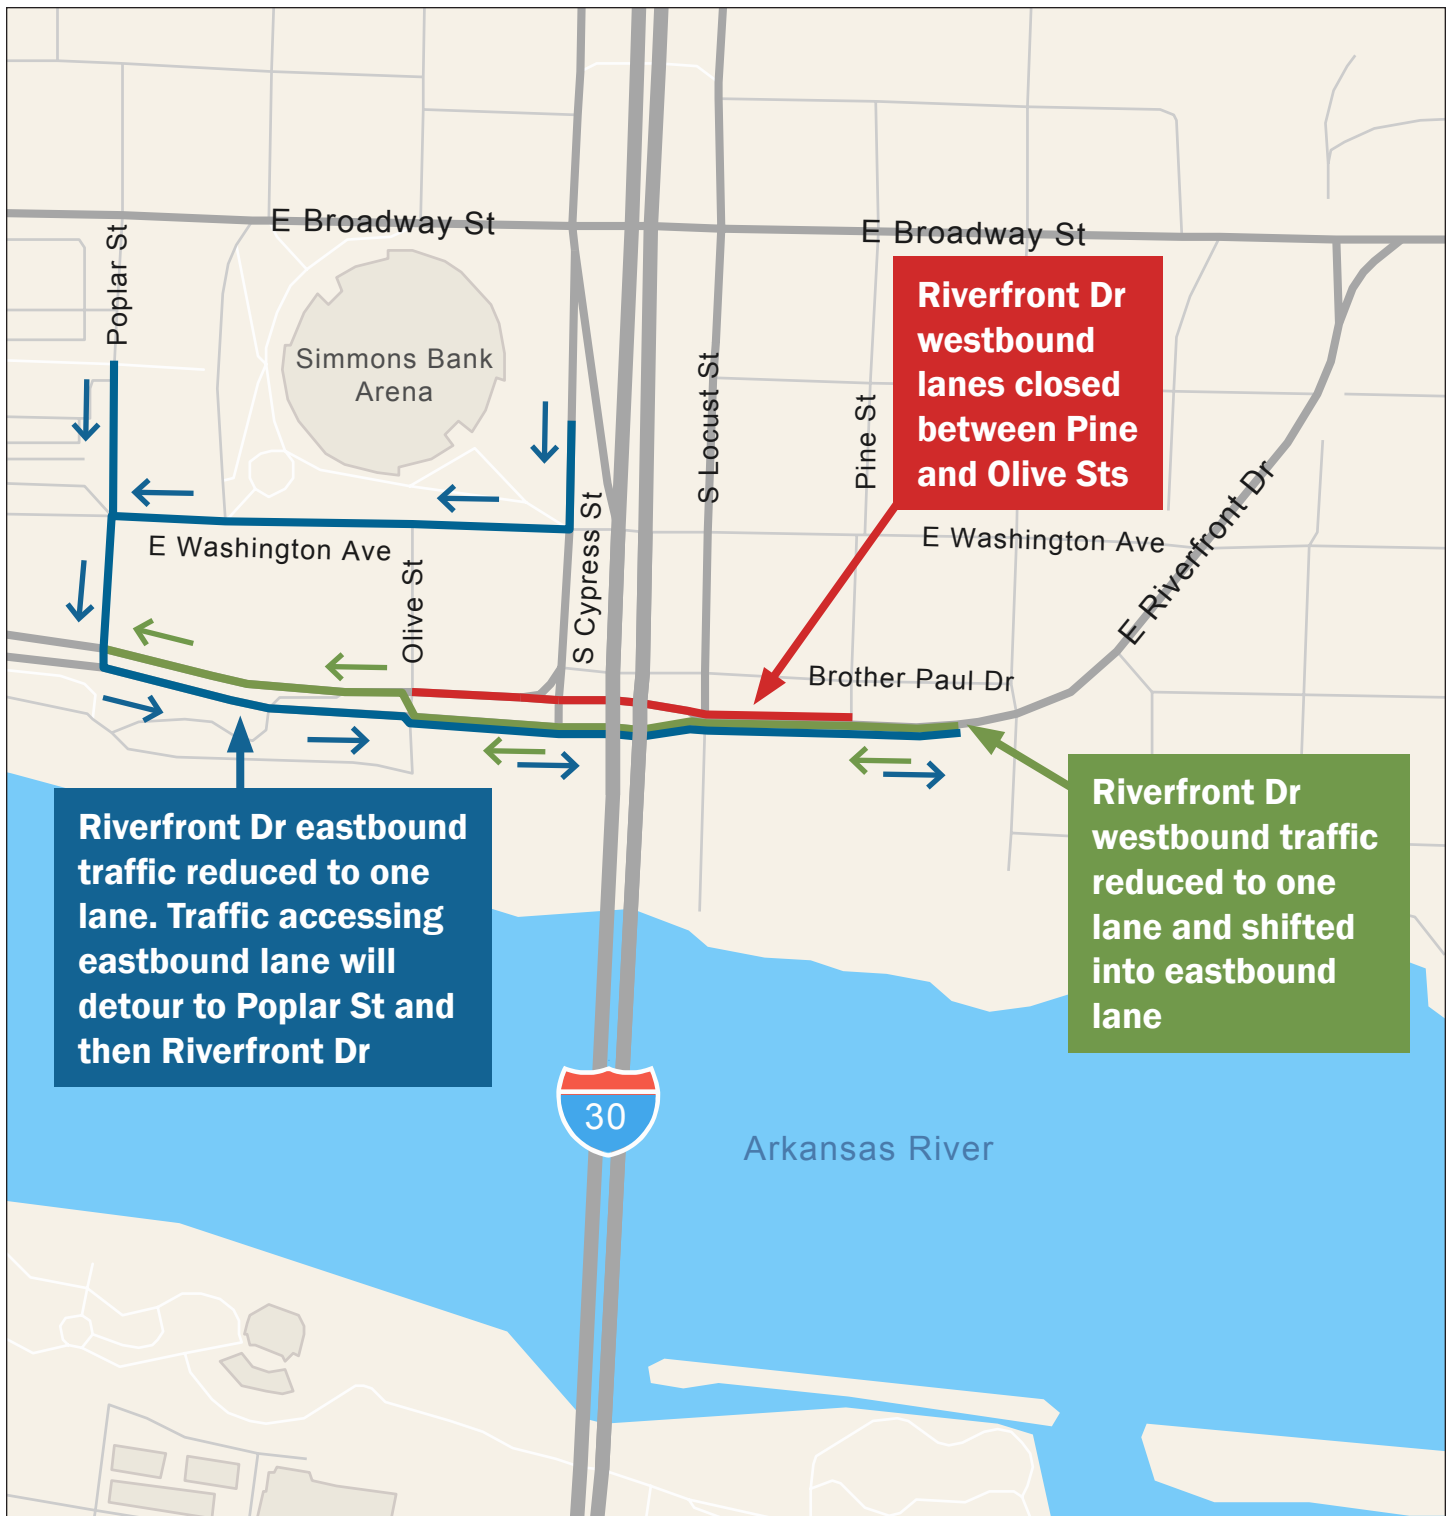 E Broadway St
E Broadway St
Poplar St
Simmons Bank
Arena
S Locust St
Pine St
Riverfront Dr
westbound
lanes closed
between Pine
and Olive Sts
E Washington Ave
Olive St
S Cypress St
E Washington Ave
E Riverfront Dr
Brother Paul Dr
Riverfront Dr eastbound
traffic reduced to one
lane. Traffic accessing
eastbound lane will
detour to Poplar St and
then Riverfront Dr
Riverfront Dr
westbound traffic
reduced to one
lane and shifted
into eastbound
lane
30
Arkansas River